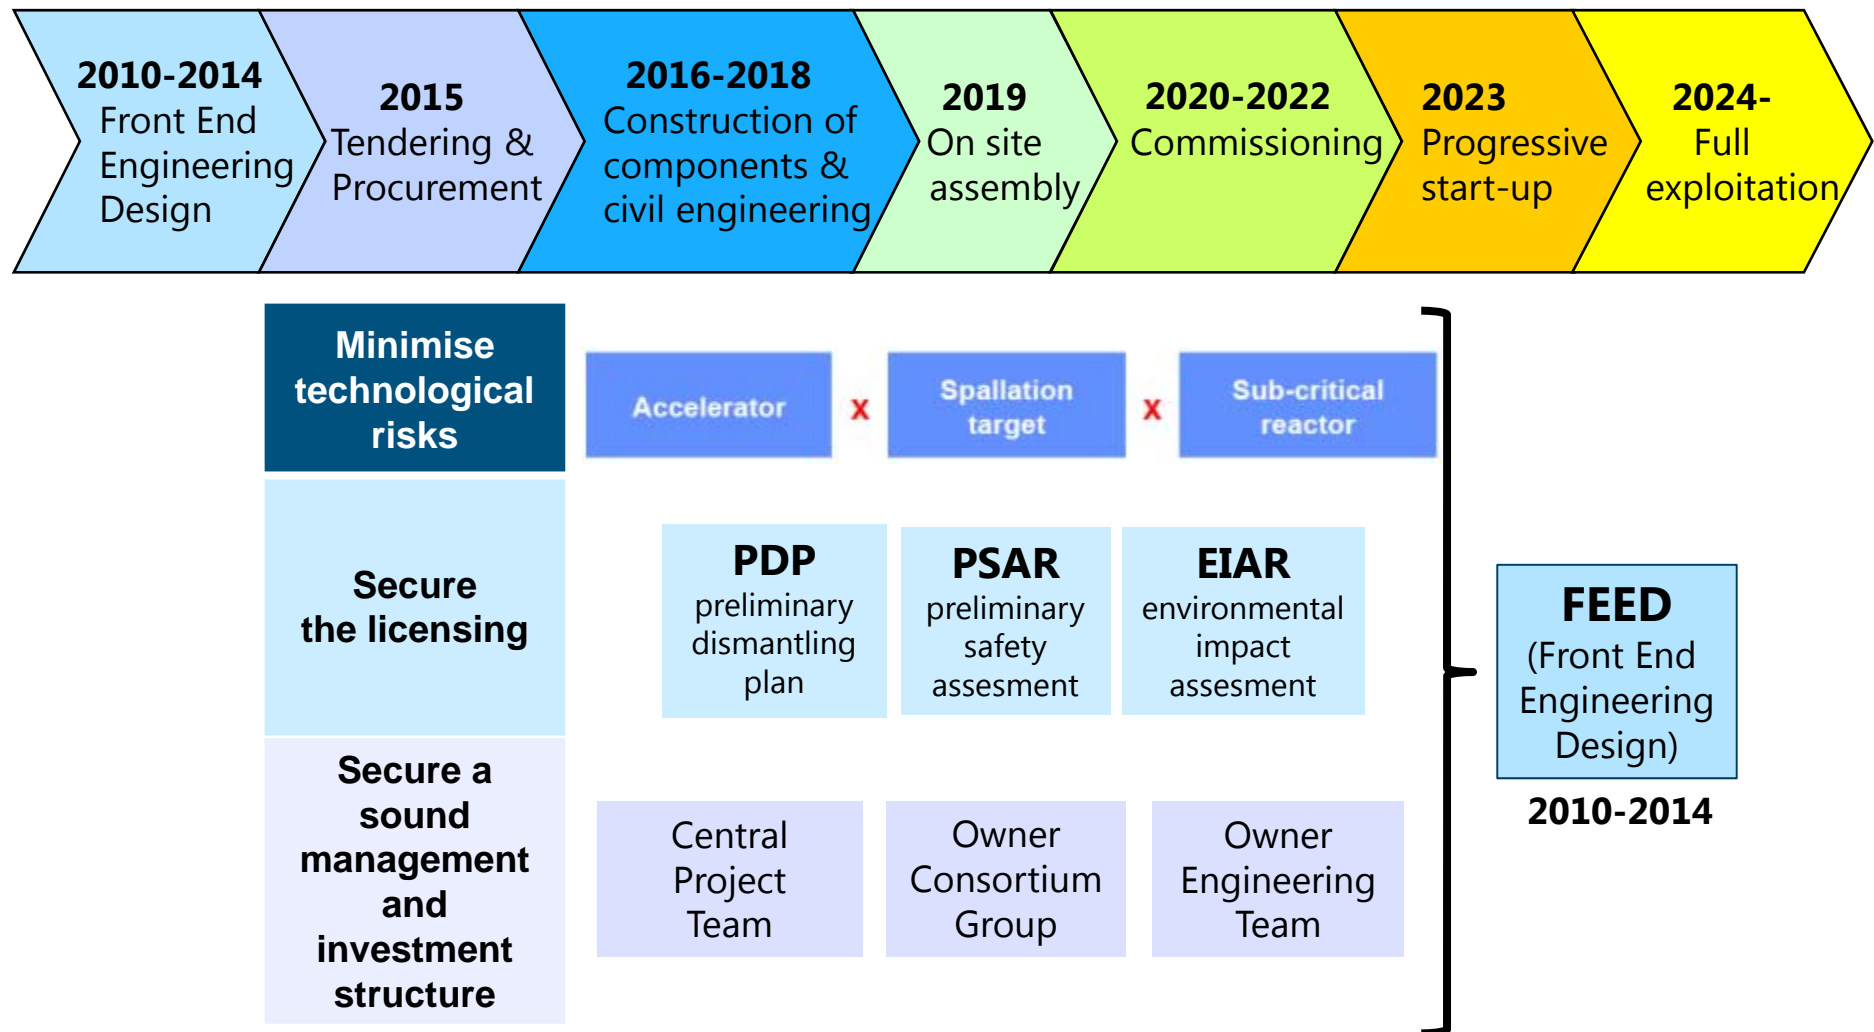 2010-2014
Front End
Engineering
Design
2015
Tendering &
Procurement
2016-2018
Construction of
components &
civil engineering
2019
On site
assembly
2020-2022
Commissioning
2023
Progressive
start-up
2024-
Full
exploitation
Minimise
technological
risks
Accelerator
x
Spallation
target
x
Sub-critical
reactor
Secure
the licensing
PDP
preliminary
dismantling
plan
PSAR
preliminary
safety
assesment
EIAR
environmental
impact
assesment
Secure a
sound
management
and
investment
structure
Central
Project
Team
Owner
Consortium
Group
Owner
Engineering
Team
FEED
(Front End
Engineering
Design)
2010-2014